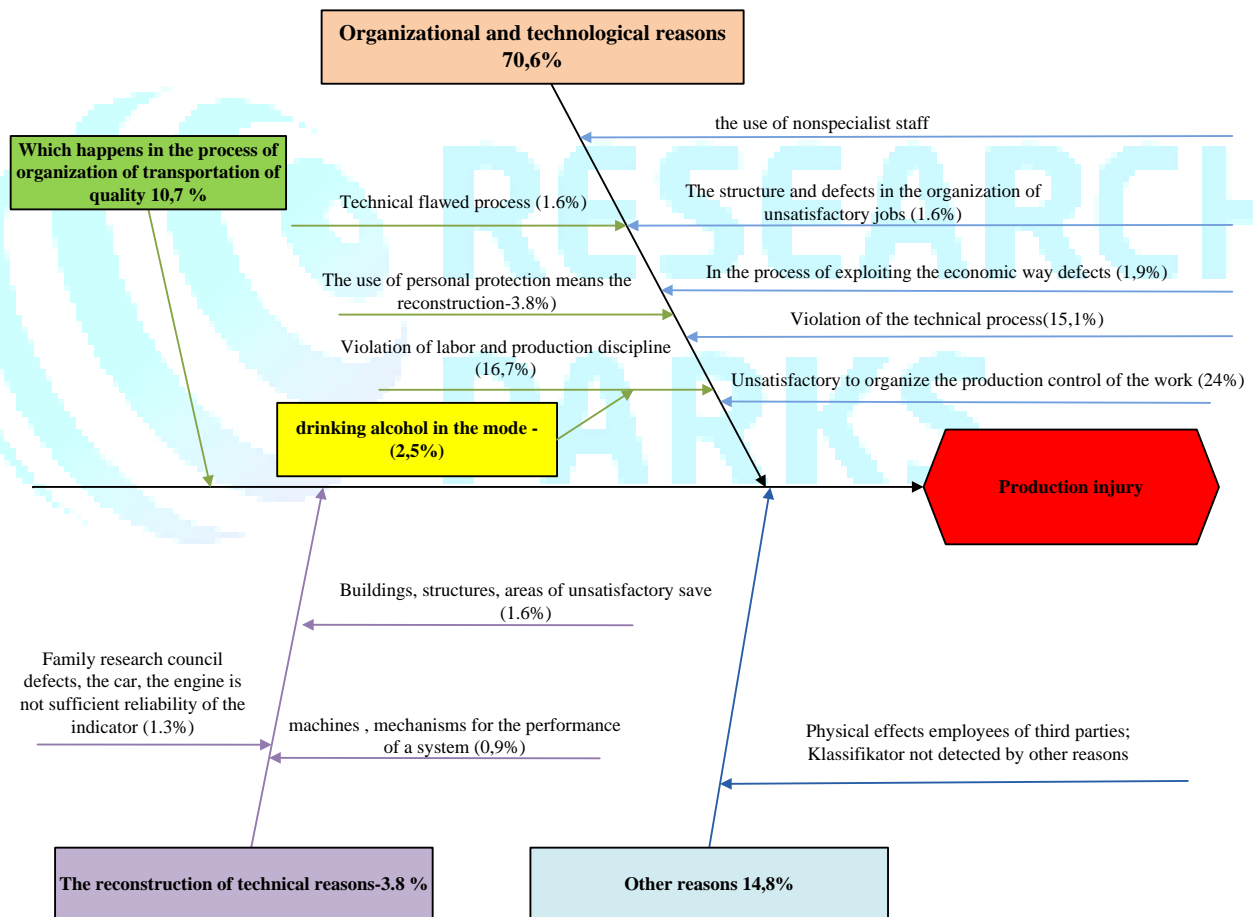 Organizational and technological reasons
70,6%
the use of nonspecialist staff
Which happens in the process of
organization of transportation of
quality 10,7 %
The structure and defects in the organization of
unsatisfactory jobs (1.6%)
Technical flawed process (1.6%)
In the process of exploiting the economic way defects (1,9%)
The use of personal protection means the
reconstruction-3.8%)
Violation of the technical process(15,1%)
Violation of labor and production discipline
(16,7%)
Unsatisfactory to organize the production control of the work (24%)
drinking alcohol in the mode -
(2,5%)
Production injury
Buildings, structures, areas of unsatisfactory save
(1.6%)
Family research council
defects, the car, the engine is
not sufficient reliability of the
indicator (1.3%)
machines , mechanisms for the performance
of a system (0,9%)
Physical effects employees of third parties;
Klassifikator not detected by other reasons
The reconstruction of technical reasons-3.8 %
Other reasons 14,8%
RESEARCH
PARKS